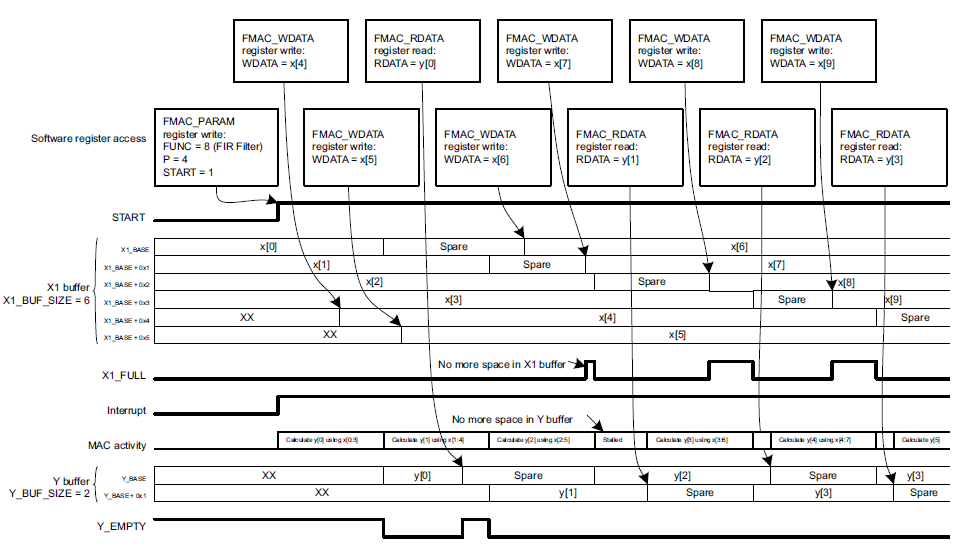 FMAC_WDATA
register write:
WDATA = x[4]
FMAC_RDATA
register read:
RDATA = y[0]
FMAC_WDATA
register write:
WDATA = x[7]
FMAC_WDATA
register write:
WDATA = x[8]
FMAC_WDATA
register write:
WDATA = x[9]
Software register access
FMAC_PARAM
register write:
FUNC = 8 (FIR Filter)
P = 4
START = 1
FMAC_WDATA
register write:
WDATA = x[5]
FMAC_WDATA
register write:
WDATA = x[6]
FMAC_RDATA
register read:
RDATA = y[1]
FMAC_RDATA
register read:
RDATA = y[2]
FMAC_RDATA
register read:
RDATA = y[3]
START
X1 buffer
X1_BUF_SIZE = 6
X1_BASE x[0] Spare x[6]
X1_BASE + 0x1 x[1] Spare x[7]
X1_BASE + 0x2 x[2] Spare x[8]
X1_BASE + 0x3 x[3] Spare x[9]
X1_BASE + 0x4 XX x[4] Spare
X1_BASE + 0x5 XX x[5]
X1_FULL No more space in X1 buffer
Interrupt
No more space in Y buffer
MAC activity Calculate y[0] using x[0:3] Calculate y[1] using x[1:4] Calculate y[2] using x[2:5] Stalled Calculate y[3] using x[3:6] Calculate y[4] using x[4:7] Calculate y[5]
Y buffer
Y_BUF_SIZE = 2
Y_BASE XX y[0] Spare y[2] Spare y[3]
Y_BASE + 0x1 XX y[1] Spare y[3] Spare
Y_EMPTY